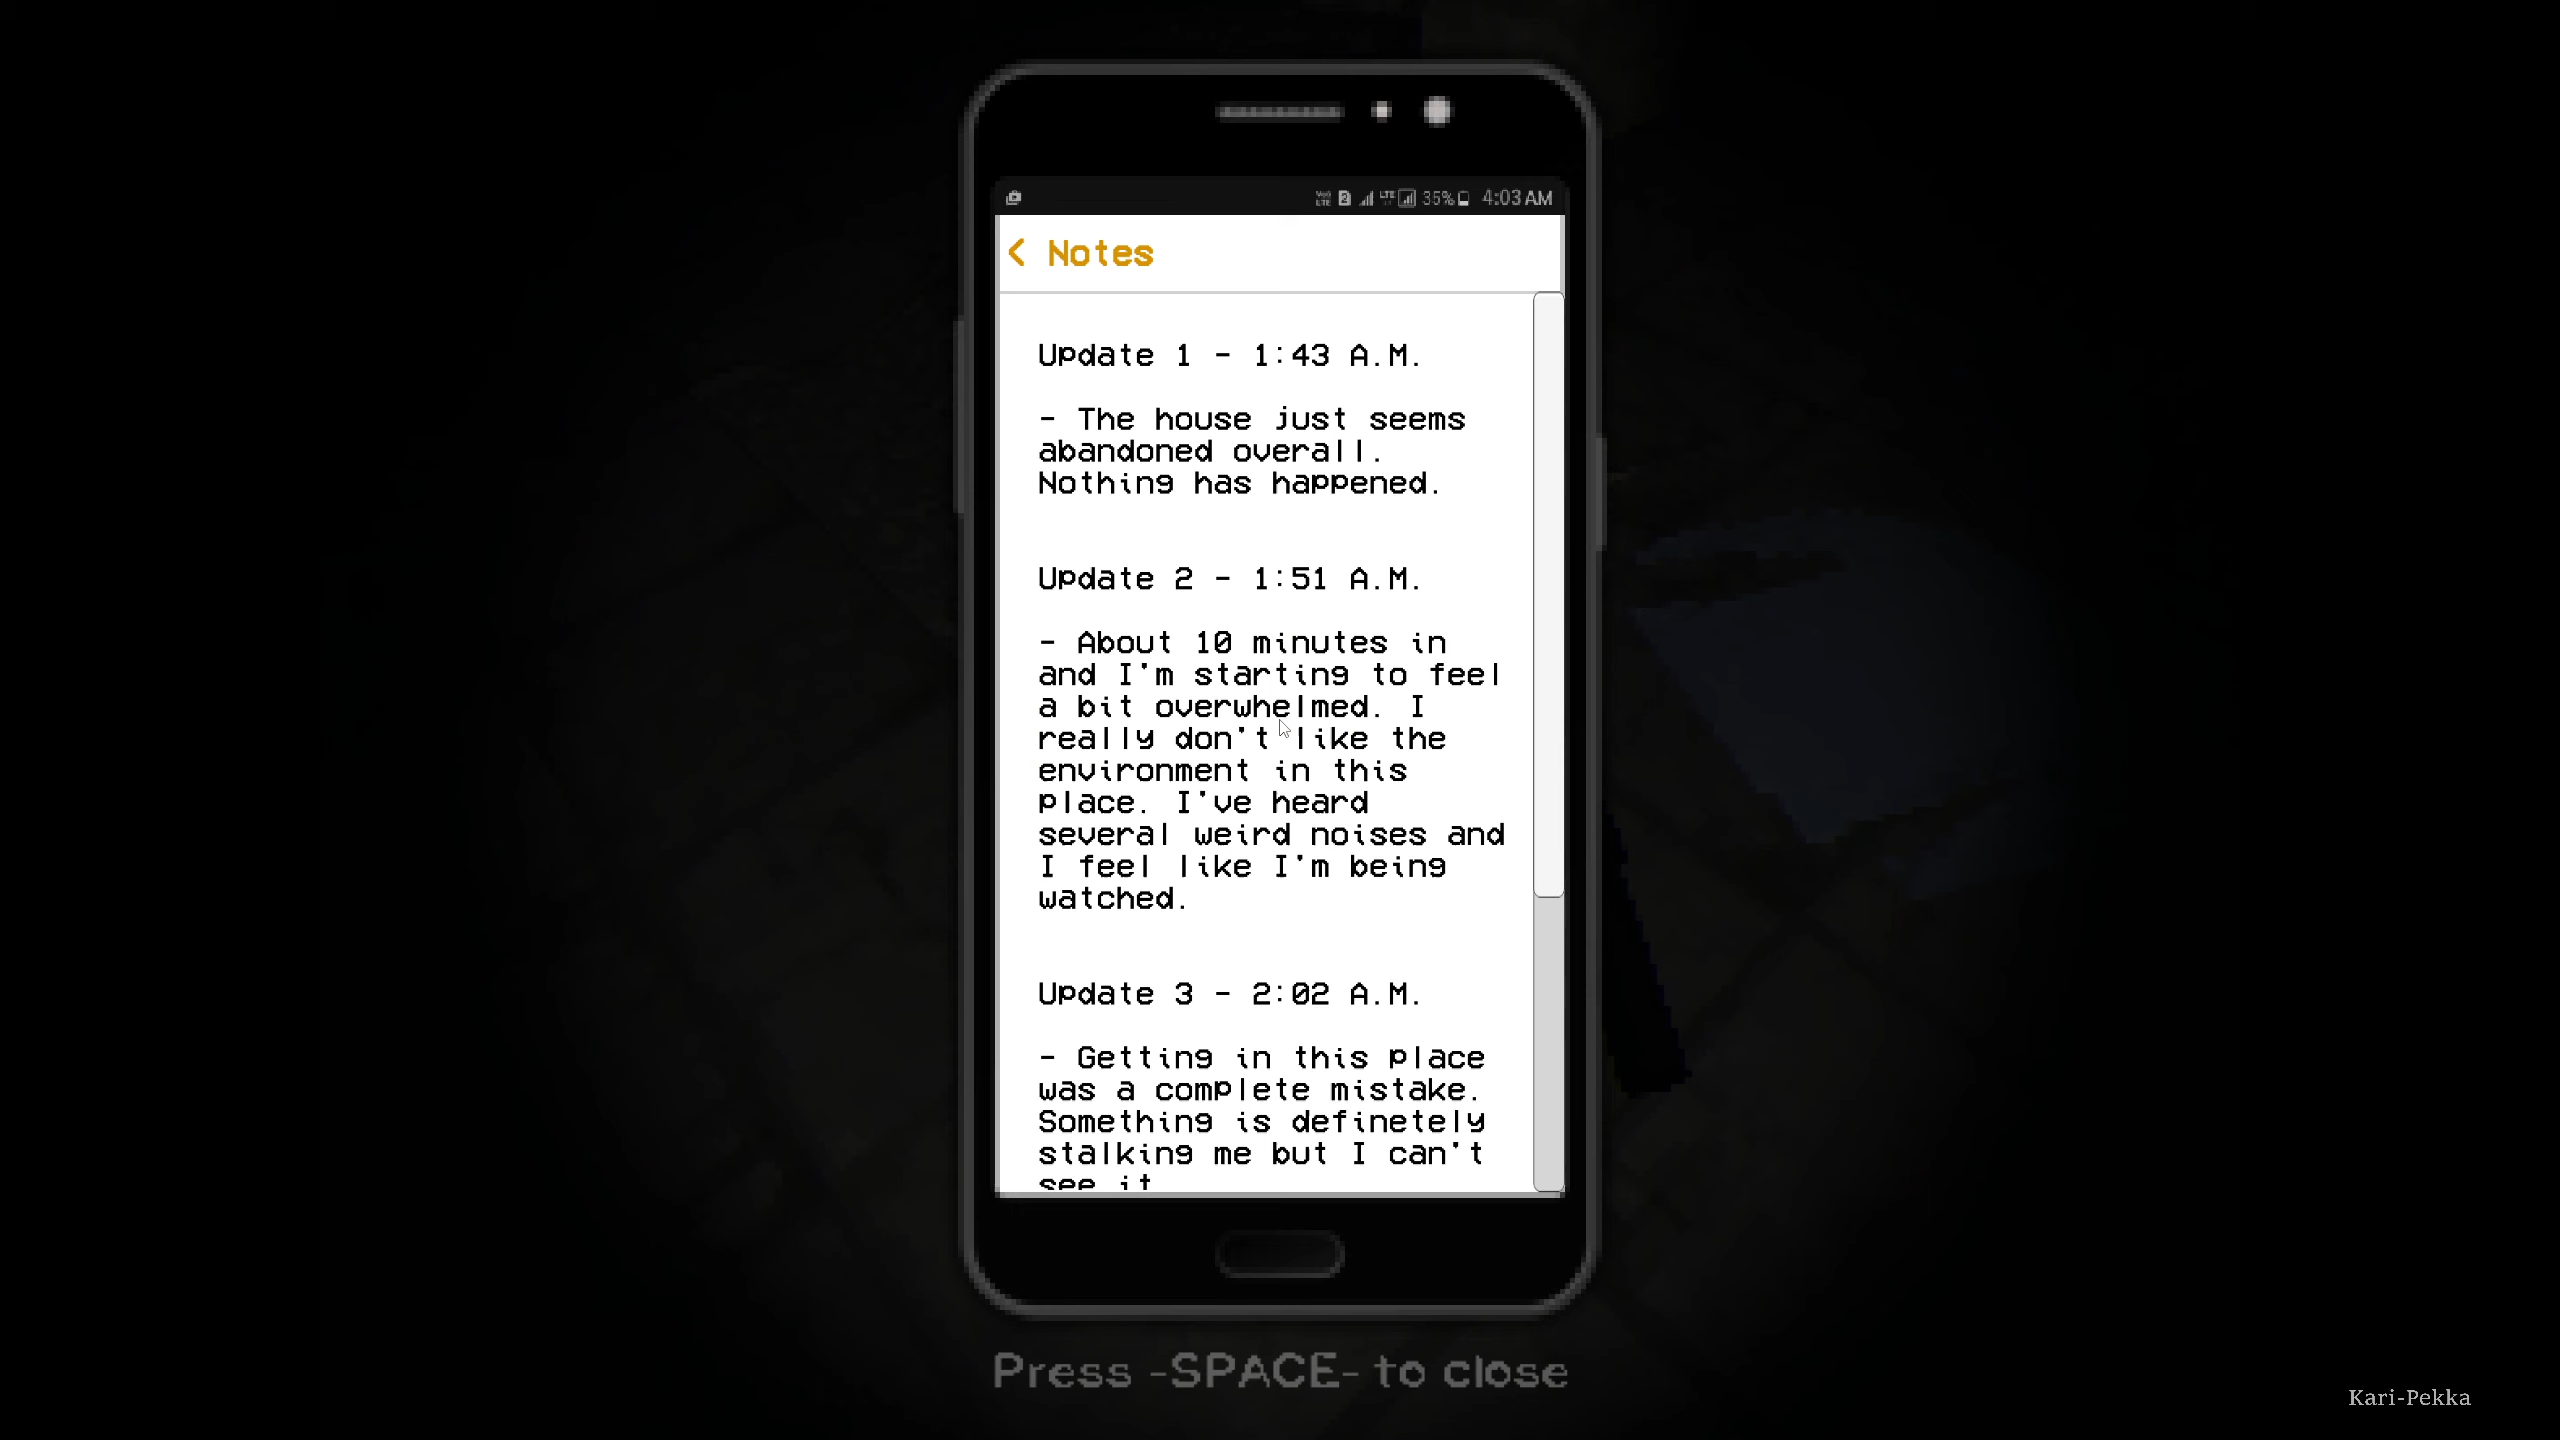 35% 4:03 AM
< Notes
Update 1 - 1:43 A.M.
- The house just seems
abandoned overall.
Nothing has happened.
Update 2 - 1:51 A.M.
- About 10 minutes in
and I'm starting to feel
a bit overwhelmed. I
really don't like the
environment in this
place. I've heard
several weird noises and
I feel like I'm being
watched.
Update 3 - 2:02 A.M.
- Getting in this place
was a complete mistake.
Something is definetely
stalking me but I can't
see it
Press -SPACE- to close
Kari-Pekka